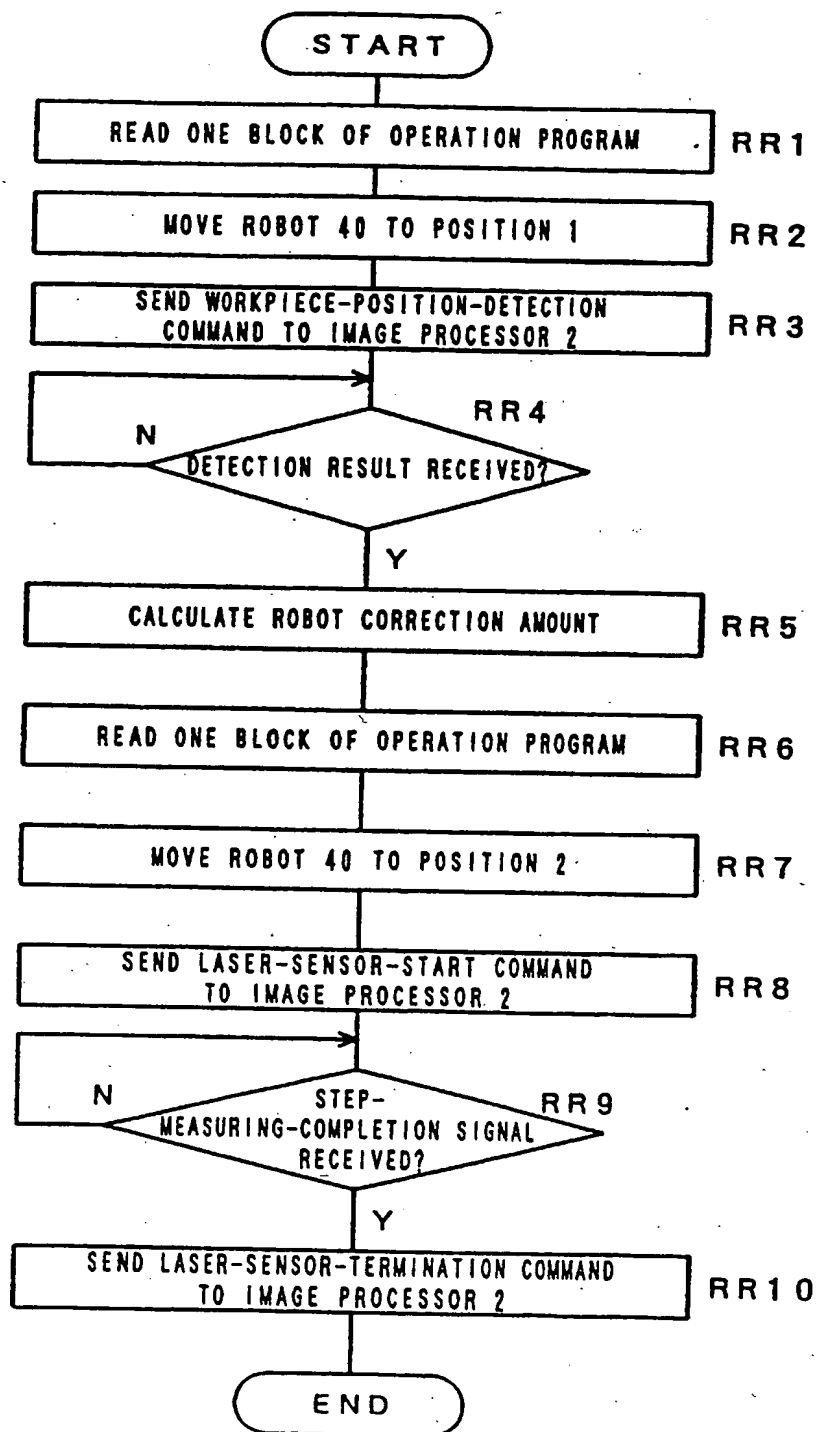 START
READ ONE BLOCK OF OPERATION PROGRAM
RR1
MOVE ROBOT 40 TO POSITION 1
RR2
SEND WORKPIECE-POSITION-DETECTION
COMMAND TO IMAGE PROCESSOR 2
RR3
RR4
N
DETECTION RESULT RECEIVED?
Y
CALCULATE ROBOT CORRECTION AMOUNT
RR5
READ ONE BLOCK OF OPERATION PROGRAM
RR6
MOVE ROBOT 40 TO POSITION 2
RR7
SEND LASER-SENSOR-START COMMAND
TO IMAGE PROCESSOR 2
RR8
N
STEP-
RR9
MEASURING-COMPLETION SIGNAL
RECEIVED?
Y
SEND LASER-SENSOR-TERMINATION COMMAND
TO IMAGE PROCESSOR 2
RR10
END